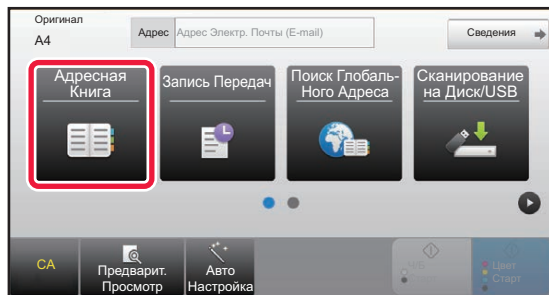 Оригинал
A4
Адрес
Адрес Электр. Почты (E-mail)
Сведения
Адресная
Книга
Запись Передач
Поиск Глобаль-
Ного Адреса
Сканирование
на Диск/USB
CA
Предварит.
Просмотр
Авто
Настройка
Цвет
Старт